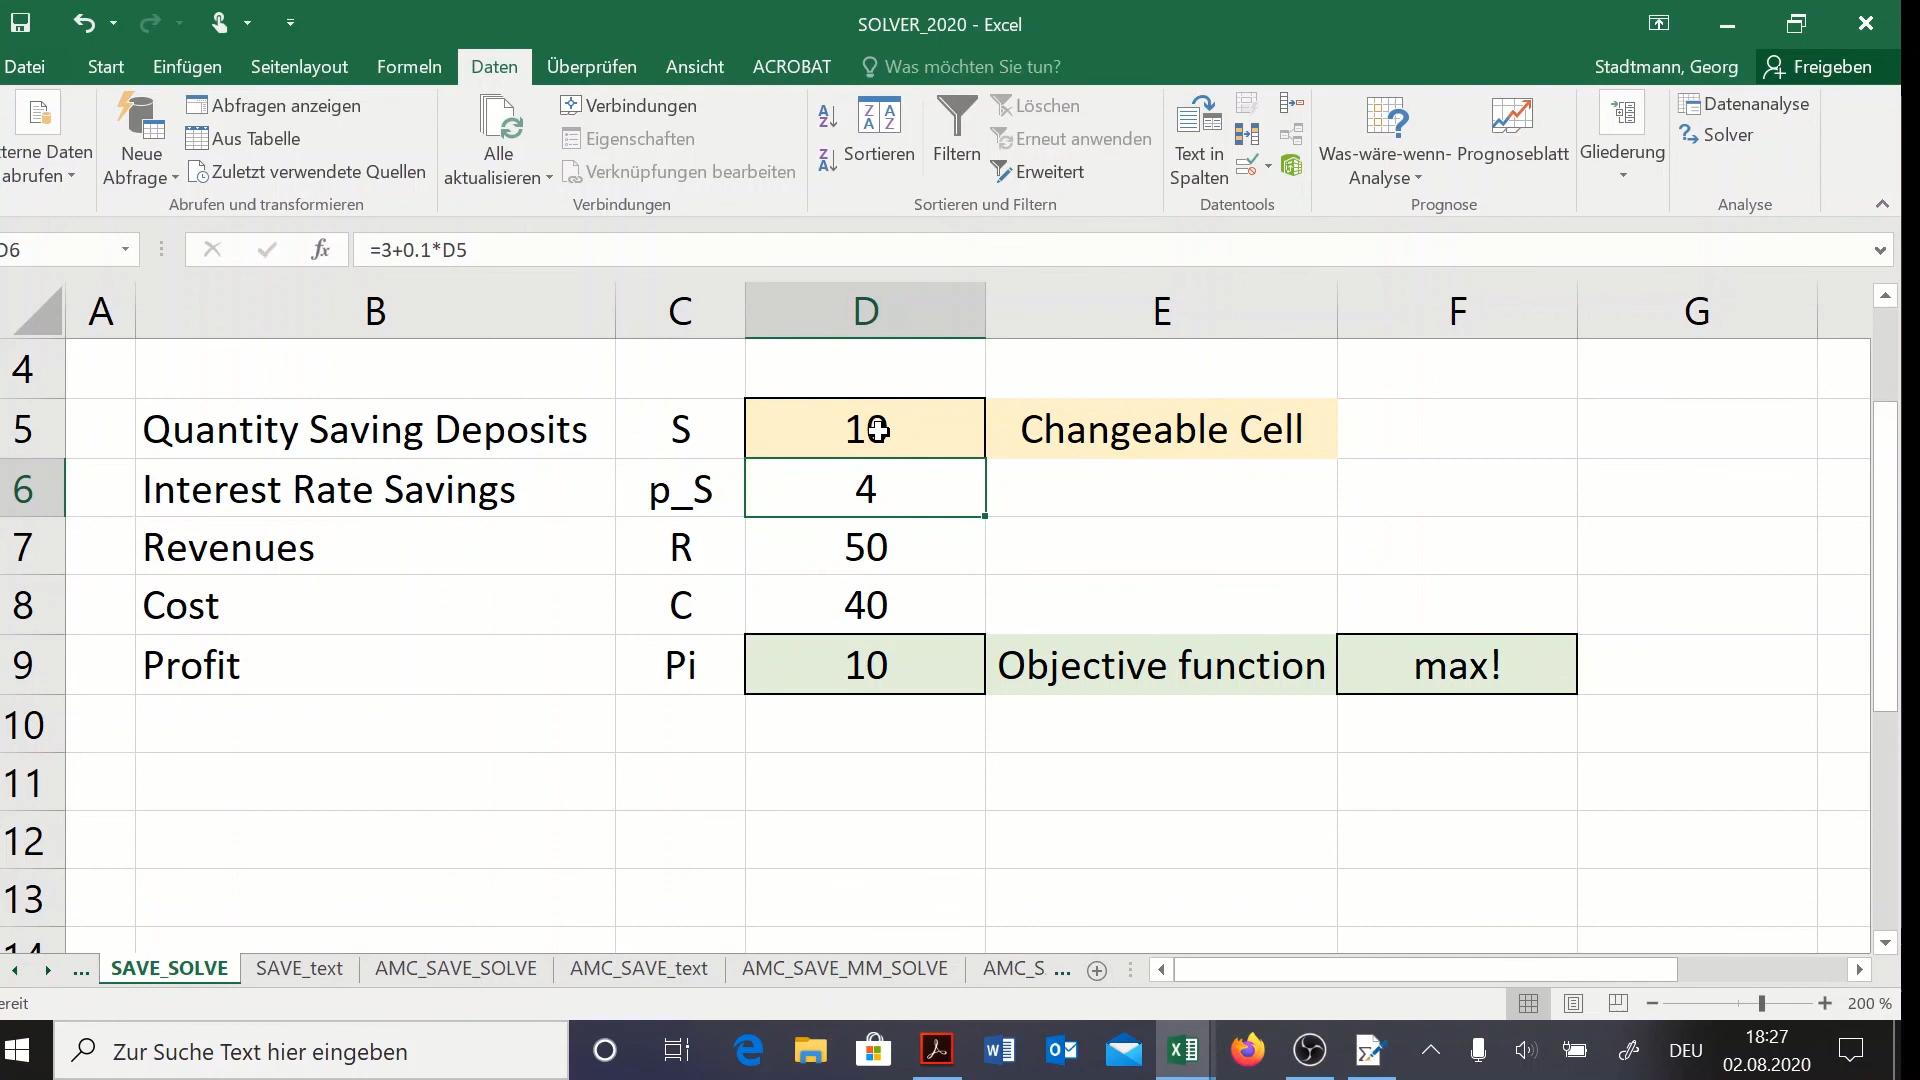 SOLVER_2020 - Excel
Datei Start Einfügen Seitenlayout Formeln Daten Überprüfen Ansicht ACROBAT Was möchten Sie tun? Stadtmann, Georg Freigeben
terne Daten
abrufen
Neue
Abfrage
Abfragen anzeigen
Aus Tabelle
Zuletzt verwendete Quellen
Abrufen und transformieren
Alle
aktualisieren
Verbindungen
Eigenschaften
Verknüpfungen bearbeiten
Verbindungen
Sortieren
Filtern
Löschen
Erneut anwenden
Erweitert
Sortieren und Filtern
Text in
Spalten
Datentools
Was-wäre-wenn-
Analyse
Prognoseblatt
Prognose
Gliederung
Datenanalyse
Solver
Analyse
D6 fx =3+0.1*D5
A B C D E F G
4
5 Quantity Saving Deposits S 10 Changeable Cell
6 Interest Rate Savings p_S 4
7 Revenues R 50
8 Cost C 40
9 Profit Pi 10 Objective function max!
10
11
12
13
14
... SAVE_SOLVE SAVE_text AMC_SAVE_SOLVE AMC_SAVE_text AMC_SAVE_MM_SOLVE AMC_S ...
ereit 200 %
Zur Suche Text hier eingeben DEU 18:27
02.08.2020